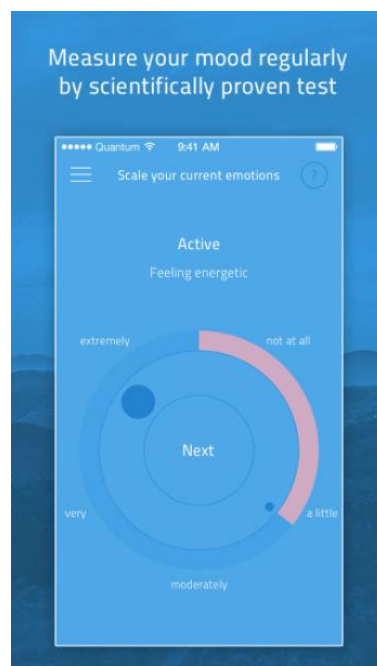 Measure your mood regularly
by scientifically proven test
Quantum 9:41 AM
Scale your current emotions ?
Active
Feeling energetic
extremely not at all
Next
very a little
moderately